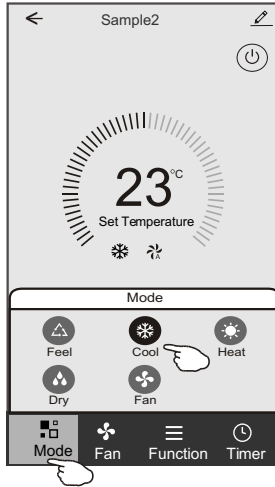 Sample2
23°C
Set Temperature
A
Mode
Feel Cool Heat
Dry Fan
Mode Fan Function Timer